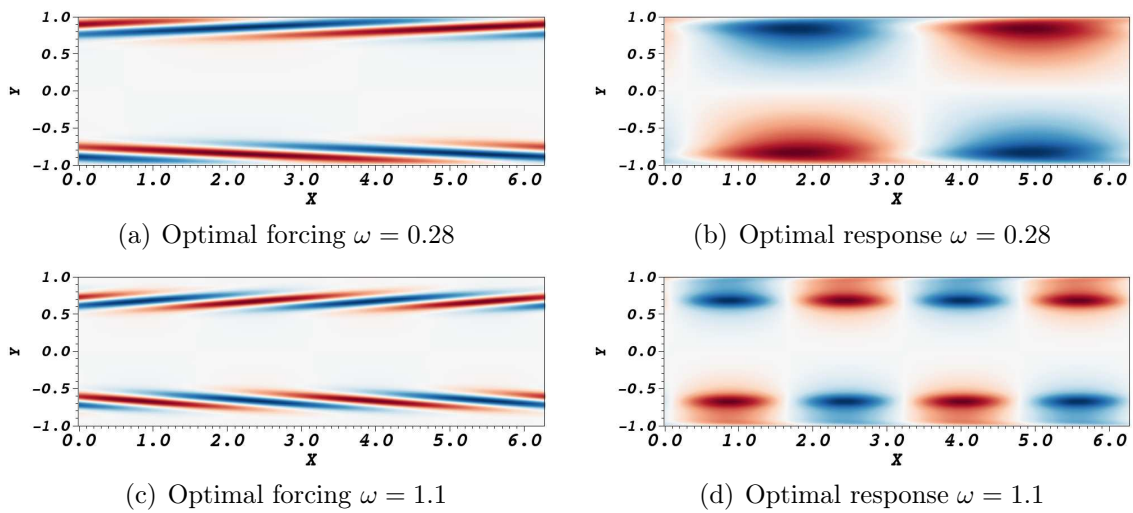 1.0
0.5
0.0
-0.5
-1.0
Y
0.0 1.0 2.0 3.0 4.0 5.0 6.0
X
(a) Optimal forcing ω = 0.28
1.0
0.5
0.0
-0.5
-1.0
Y
0.0 1.0 2.0 3.0 4.0 5.0 6.0
X
(b) Optimal response ω = 0.28
1.0
0.5
0.0
-0.5
-1.0
Y
0.0 1.0 2.0 3.0 4.0 5.0 6.0
X
(c) Optimal forcing ω = 1.1
1.0
0.5
0.0
-0.5
-1.0
Y
0.0 1.0 2.0 3.0 4.0 5.0 6.0
X
(d) Optimal response ω = 1.1